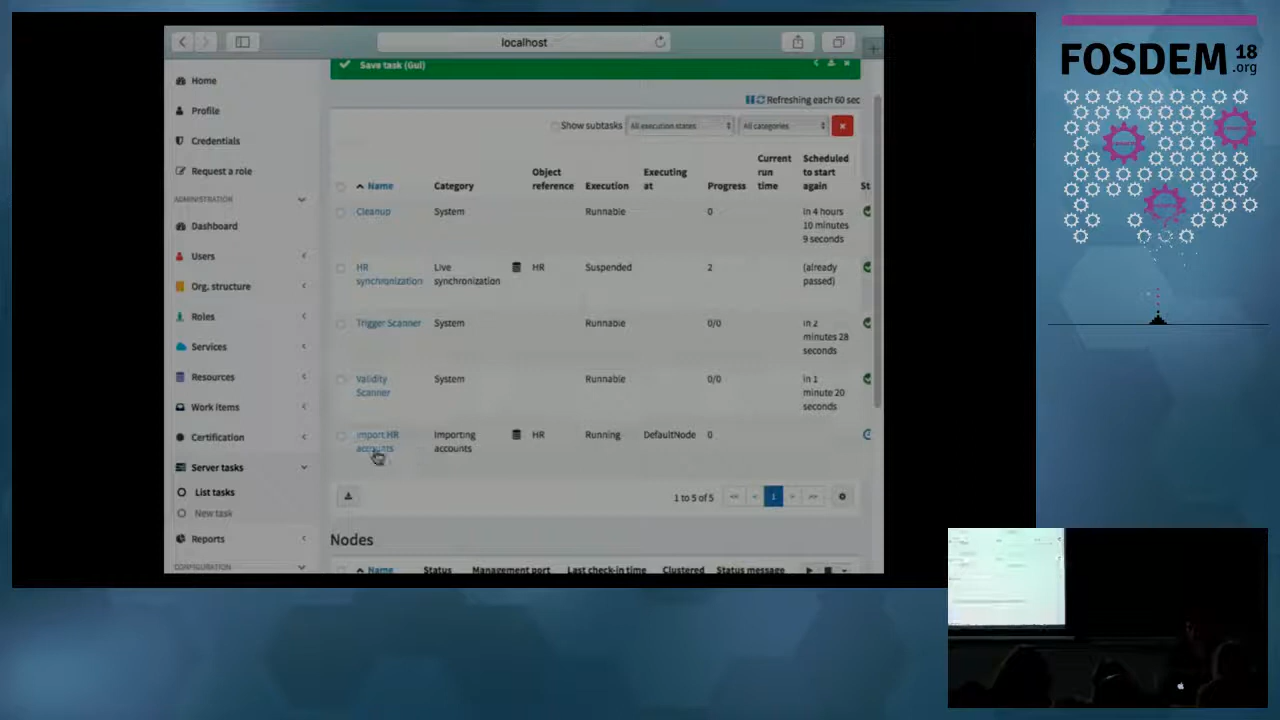 localhost
Save task (Gui)
Home
Profile
Credentials
Request a role
ADMINISTRATION
Dashboard
Users
Org. structure
Roles
Services
Resources
Work items
Certification
Server tasks
List tasks
New task
Reports
CONFIGURATION
Refreshing each 60 sec
Show subtasks All execution states All categories
Name Category Object reference Execution Executing at Progress Current run time Scheduled to start again St
Cleanup System Runnable 0 in 4 hours 10 minutes 9 seconds
HR synchronization Live synchronization HR Suspended 2 (already passed)
Trigger Scanner System Runnable 0/0 in 2 minutes 28 seconds
Validity Scanner System Runnable 0/0 in 1 minute 20 seconds
Import HR accounts Importing accounts HR Running DefaultNode 0
1 to 5 of 5 << < 1 > >>
Nodes
Name Status Management port Last check-in time Clustered Status message
FOSDEM 18
.org